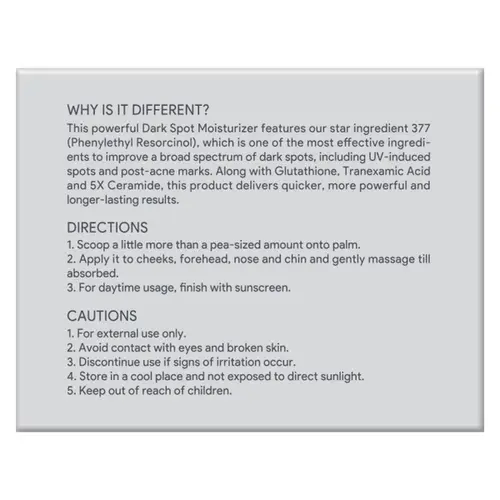 WHY IS IT DIFFERENT?
This powerful Dark Spot Moisturizer features our star ingredient 377
(Phenylethyl Resorcinol), which is one of the most effective ingredi-
ents to improve a broad spectrum of dark spots, including UV-induced
spots and post-acne marks. Along with Glutathione, Tranexamic Acid
and 5X Ceramide, this product delivers quicker, more powerful and
longer-lasting results.
DIRECTIONS
1. Scoop a little more than a pea-sized amount onto palm.
2. Apply it to cheeks, forehead, nose and chin and gently massage till
absorbed.
3. For daytime usage, finish with sunscreen.
CAUTIONS
1. For external use only.
2. Avoid contact with eyes and broken skin.
3. Discontinue use if signs of irritation occur.
4. Store in a cool place and not exposed to direct sunlight.
5. Keep out of reach of children.